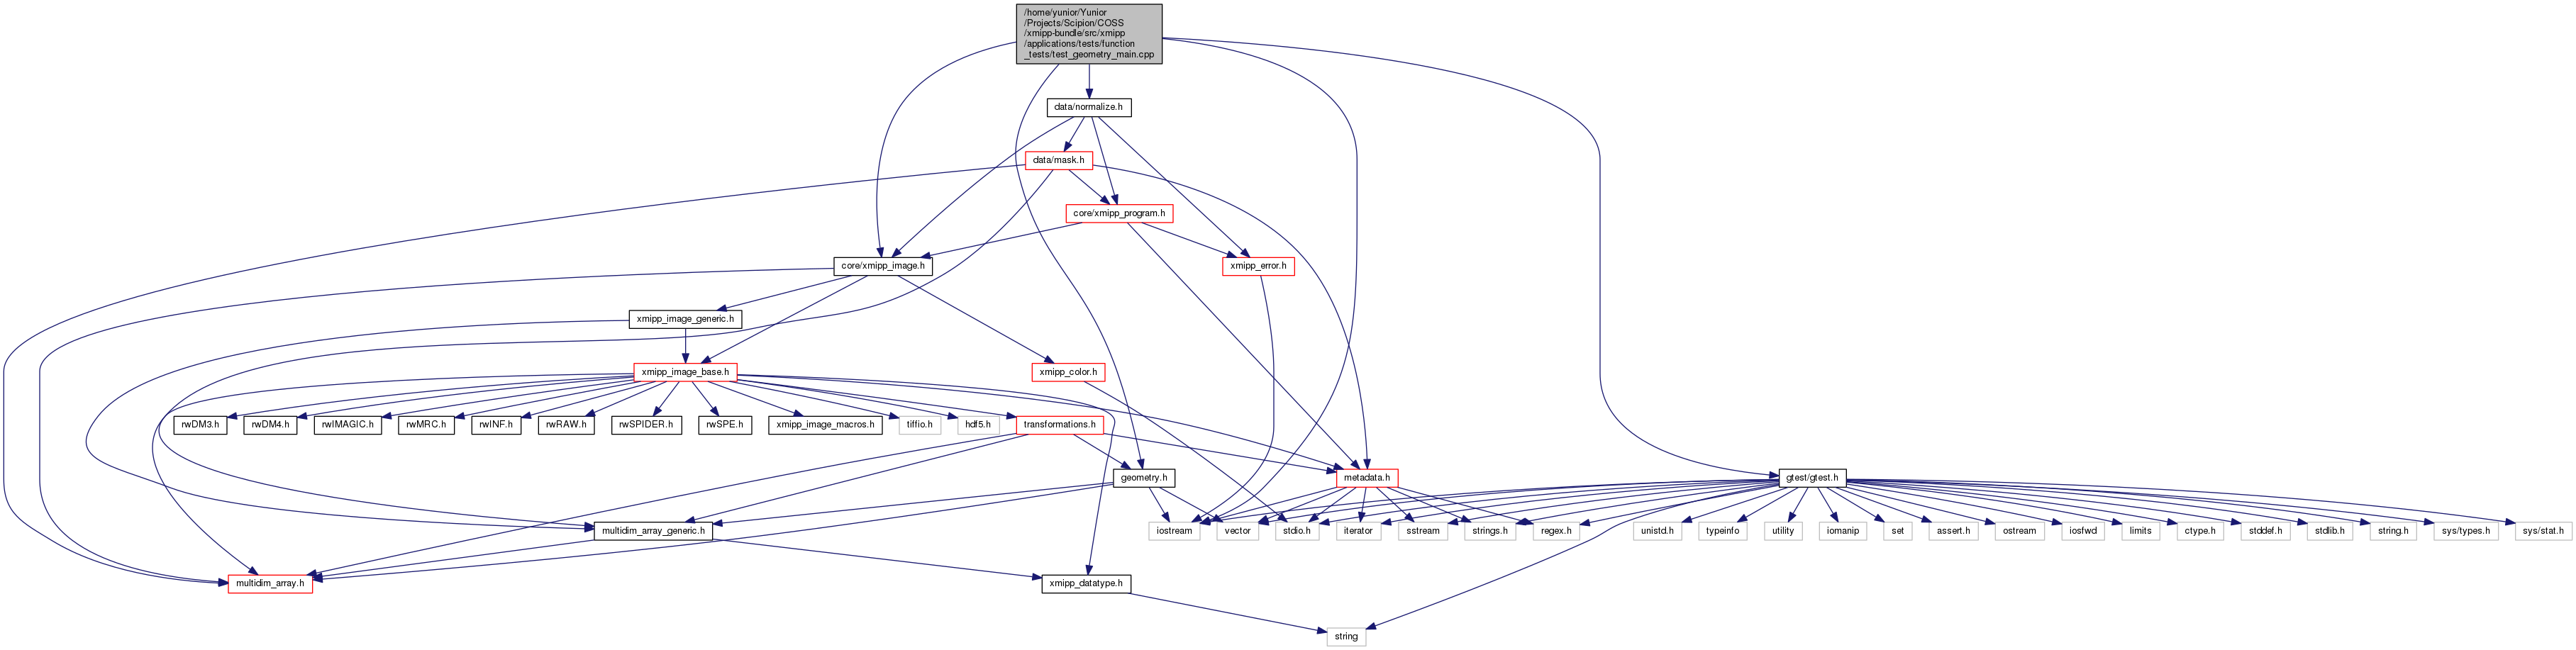 /home/yunior/Yunior
/Projects/Scipion/COSS
/xmipp-bundle/src/xmipp
/applications/tests/function
_tests/test_geometry_main.cpp
data/normalize.h
data/mask.h
core/xmipp_program.h
core/xmipp_image.h
xmipp_error.h
xmipp_image_generic.h
xmipp_image_base.h
xmipp_color.h
rwDM3.h
rwDM4.h
rwIMAGIC.h
rwMRC.h
rwINF.h
rwRAW.h
rwSPIDER.h
rwSPE.h
xmipp_image_macros.h
tiffio.h
hdf5.h
transformations.h
geometry.h
metadata.h
gtest/gtest.h
multidim_array_generic.h
iostream
vector
stdio.h
iterator
sstream
strings.h
regex.h
unistd.h
typeinfo
utility
iomanip
set
assert.h
ostream
iosfwd
limits
ctype.h
stddef.h
stdlib.h
string.h
sys/types.h
sys/stat.h
multidim_array.h
xmipp_datatype.h
string